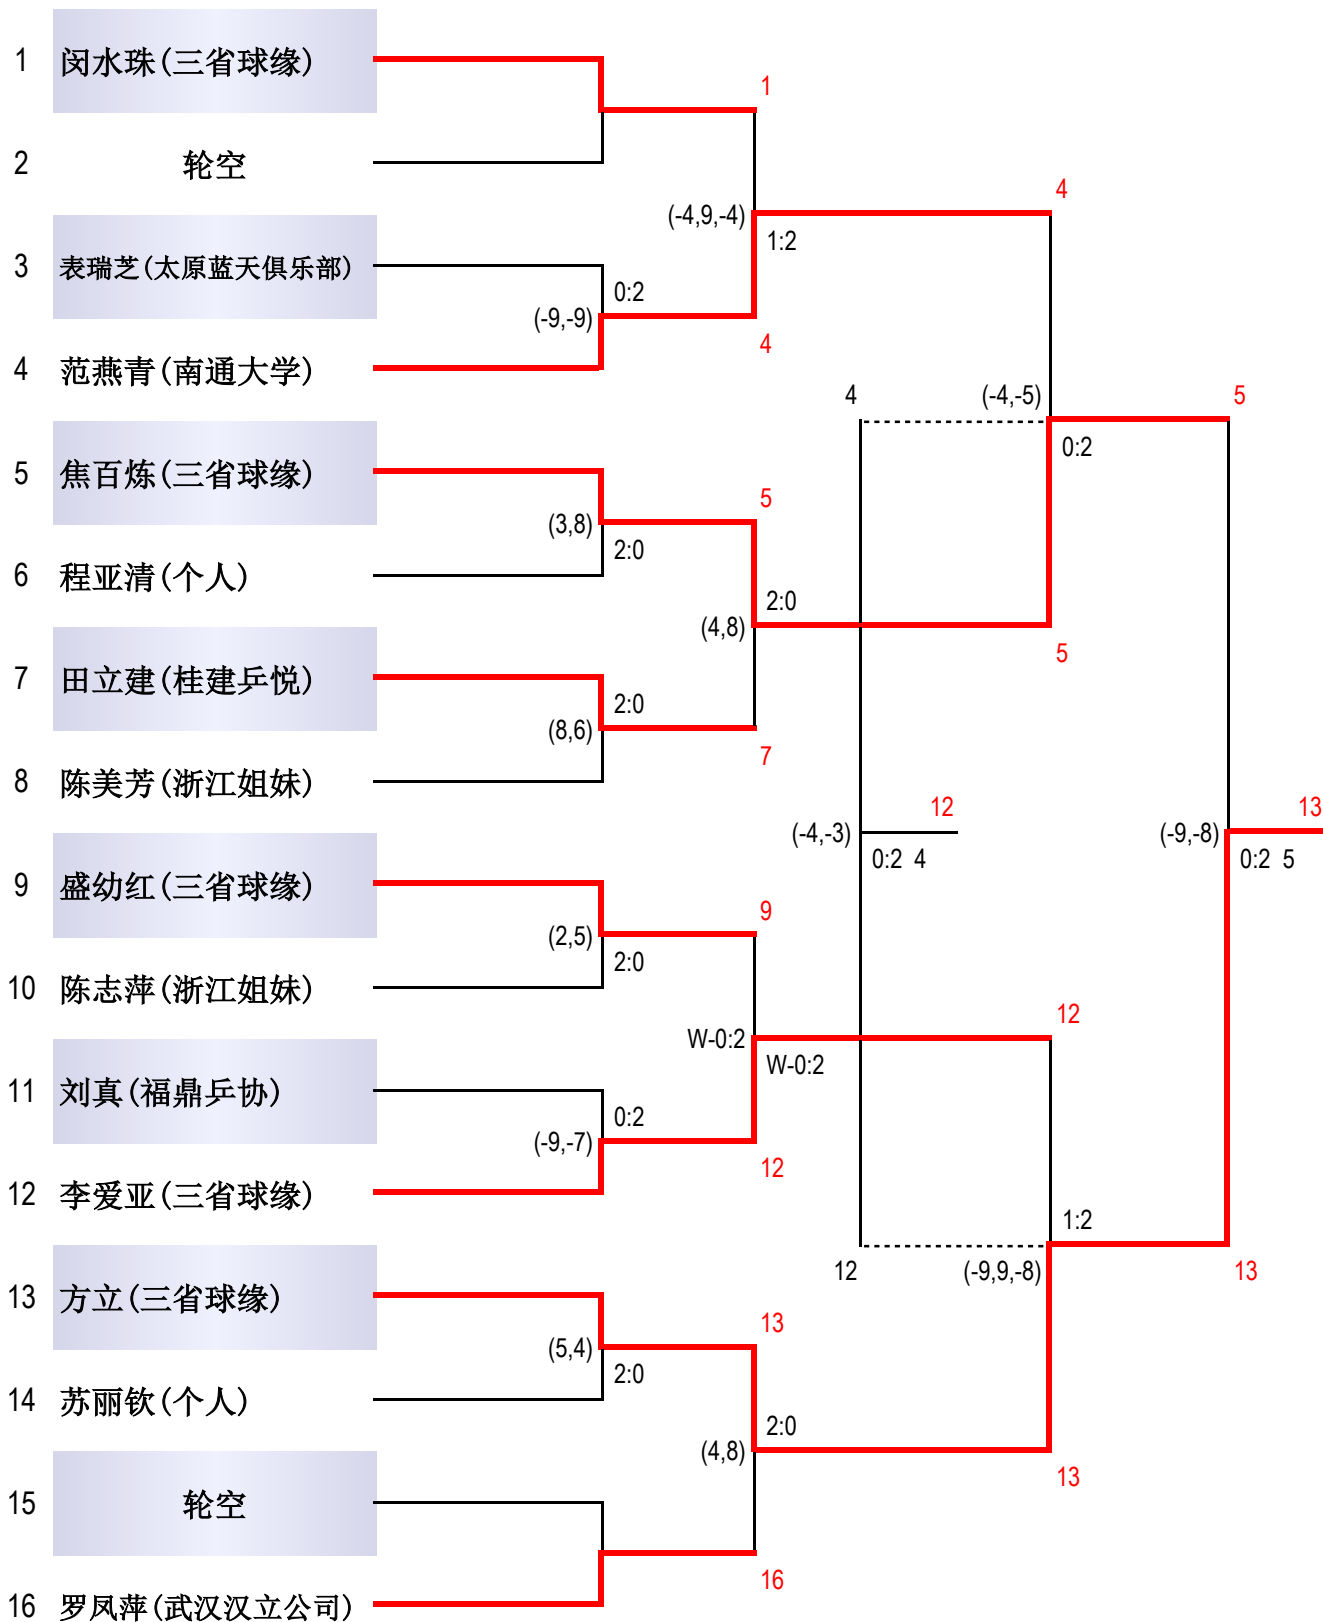 1 闵水珠(三省球缘)
1
2 轮空
4
(-4,9,-4)
1:2
3 表瑞芝(太原蓝天俱乐部)
0:2
(-9,-9)
4
4 范燕青(南通大学)
4 (-4,-5) 5
0:2
5 焦百炼(三省球缘)
5
(3,8)
2:0
6 程亚清(个人)
2:0
(4,8)
5
7 田立建(桂建乒悦)
2:0
(8,6)
7
8 陈美芳(浙江姐妹)
12 13
(-4,-3) (-9,-8)
0:2 4 0:2 5
9 盛幼红(三省球缘)
9
(2,5)
2:0
10 陈志萍(浙江姐妹)
12
W-0:2
W-0:2
11 刘真(福鼎乒协)
0:2
(-9,-7)
12
12 李爱亚(三省球缘)
1:2
12 (-9,9,-8) 13
13 方立(三省球缘)
13
(5,4)
2:0
14 苏丽钦(个人)
2:0
(4,8)
13
15 轮空
16
16 罗凤萍(武汉汉立公司)